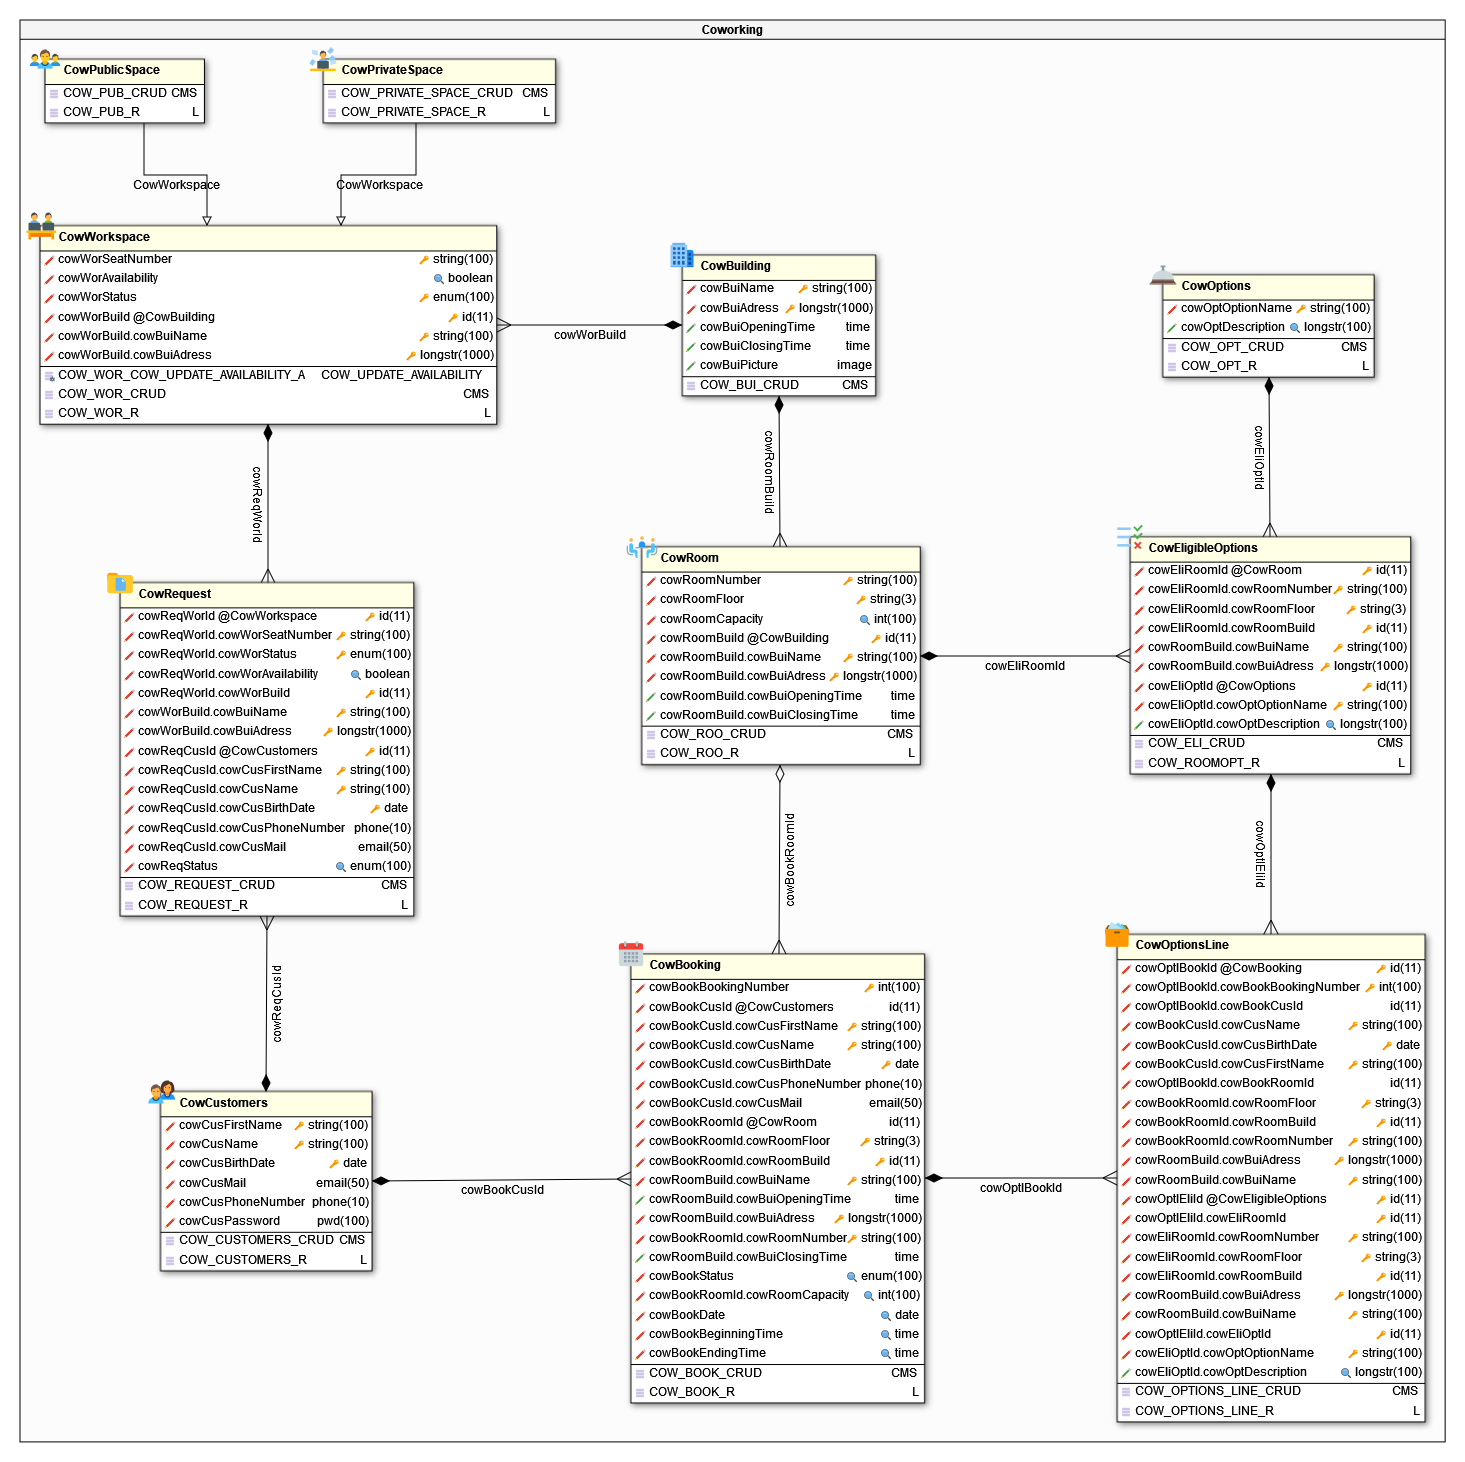 Coworking
CowPublicSpace
COW_PUB_CRUD CMS
COW_PUB_R L
CowPrivateSpace
COW_PRIVATE_SPACE_CRUD CMS
COW_PRIVATE_SPACE_R L
CowWorkspace
CowWorkspace
CowWorkspace
cowWorSeatNumber string(100)
cowWorAvailability boolean
cowWorStatus enum(100)
cowWorBuild @CowBuilding id(11)
cowWorBuild.cowBuiName string(100)
cowWorBuild.cowBuiAdress longstr(1000)
COW_WOR_COW_UPDATE_AVAILABILITY_A COW_UPDATE_AVAILABILITY
COW_WOR_CRUD CMS
COW_WOR_R L
cowWorBuild
CowBuilding
cowBuiName string(100)
cowBuiAdress longstr(1000)
cowBuiOpeningTime time
cowBuiClosingTime time
cowBuiPicture image
COW_BUI_CRUD CMS
CowOptions
cowOptOptionName string(100)
cowOptDescription longstr(100)
COW_OPT_CRUD CMS
COW_OPT_R L
cowReqWorld
cowRoomBuild
cowEliOptId
CowRequest
cowReqWorld @CowWorkspace id(11)
cowReqWorld.cowWorSeatNumber string(100)
cowReqWorld.cowWorStatus enum(100)
cowReqWorld.cowWorAvailability boolean
cowReqWorld.cowWorBuild id(11)
cowWorBuild.cowBuiName string(100)
cowWorBuild.cowBuiAdress longstr(1000)
cowReqCusId @CowCustomers id(11)
cowReqCusId.cowCusFirstName string(100)
cowReqCusId.cowCusName string(100)
cowReqCusId.cowCusBirthDate date
cowReqCusId.cowCusPhoneNumber phone(10)
cowReqCusId.cowCusMail email(50)
cowReqStatus enum(100)
COW_REQUEST_CRUD CMS
COW_REQUEST_R L
CowRoom
cowRoomNumber string(100)
cowRoomFloor string(3)
cowRoomCapacity int(100)
cowRoomBuild @CowBuilding id(11)
cowRoomBuild.cowBuiName string(100)
cowRoomBuild.cowBuiAdress longstr(1000)
cowRoomBuild.cowBuiOpeningTime time
cowRoomBuild.cowBuiClosingTime time
COW_ROO_CRUD CMS
COW_ROO_R L
cowEliRoomId
CowEligibleOptions
cowEliRoomId @CowRoom id(11)
cowEliRoomId.cowRoomNumber string(100)
cowEliRoomId.cowRoomFloor string(3)
cowEliRoomId.cowRoomBuild id(11)
cowRoomBuild.cowBuiName string(100)
cowRoomBuild.cowBuiAdress longstr(1000)
cowEliOptId @CowOptions id(11)
cowEliOptId.cowOptOptionName string(100)
cowEliOptId.cowOptDescription longstr(100)
COW_ELI_CRUD CMS
COW_ROOMOPT_R L
cowReqCusId
cowBookRoomId
cowOptlEliId
CowCustomers
cowCusFirstName string(100)
cowCusName string(100)
cowCusBirthDate date
cowCusMail email(50)
cowCusPhoneNumber phone(10)
cowCusPassword pwd(100)
COW_CUSTOMERS_CRUD CMS
COW_CUSTOMERS_R L
cowBookCusId
CowBooking
cowBookBookingNumber int(100)
cowBookCusId @CowCustomers id(11)
cowBookCusId.cowCusFirstName string(100)
cowBookCusId.cowCusName string(100)
cowBookCusId.cowCusBirthDate date
cowBookCusId.cowCusPhoneNumber phone(10)
cowBookCusId.cowCusMail email(50)
cowBookRoomId @CowRoom id(11)
cowBookRoomId.cowRoomFloor string(3)
cowBookRoomId.cowRoomBuild id(11)
cowRoomBuild.cowBuiName string(100)
cowRoomBuild.cowBuiOpeningTime time
cowRoomBuild.cowBuiAdress longstr(1000)
cowBookRoomId.cowRoomNumber string(100)
cowRoomBuild.cowBuiClosingTime time
cowBookStatus enum(100)
cowBookRoomId.cowRoomCapacity int(100)
cowBookDate date
cowBookBeginningTime time
cowBookEndingTime time
COW_BOOK_CRUD CMS
COW_BOOK_R L
cowOptlBookId
CowOptionsLine
cowOptlBookId @CowBooking id(11)
cowOptlBookId.cowBookBookingNumber int(100)
cowOptlBookId.cowBookCusId id(11)
cowBookCusId.cowCusName string(100)
cowBookCusId.cowCusBirthDate date
cowBookCusId.cowCusFirstName string(100)
cowOptlBookId.cowBookRoomId id(11)
cowBookRoomId.cowRoomFloor string(3)
cowBookRoomId.cowRoomBuild id(11)
cowBookRoomId.cowRoomNumber string(100)
cowRoomBuild.cowBuiAdress longstr(1000)
cowRoomBuild.cowBuiName string(100)
cowOptlEliId @CowEligibleOptions id(11)
cowOptlEliId.cowEliRoomId id(11)
cowEliRoomId.cowRoomNumber string(100)
cowEliRoomId.cowRoomFloor string(3)
cowEliRoomId.cowRoomBuild id(11)
cowRoomBuild.cowBuiAdress longstr(1000)
cowRoomBuild.cowBuiName string(100)
cowOptlEliId.cowEliOptId id(11)
cowEliOptId.cowOptOptionName string(100)
cowEliOptId.cowOptDescription longstr(100)
COW_OPTIONS_LINE_CRUD CMS
COW_OPTIONS_LINE_R L